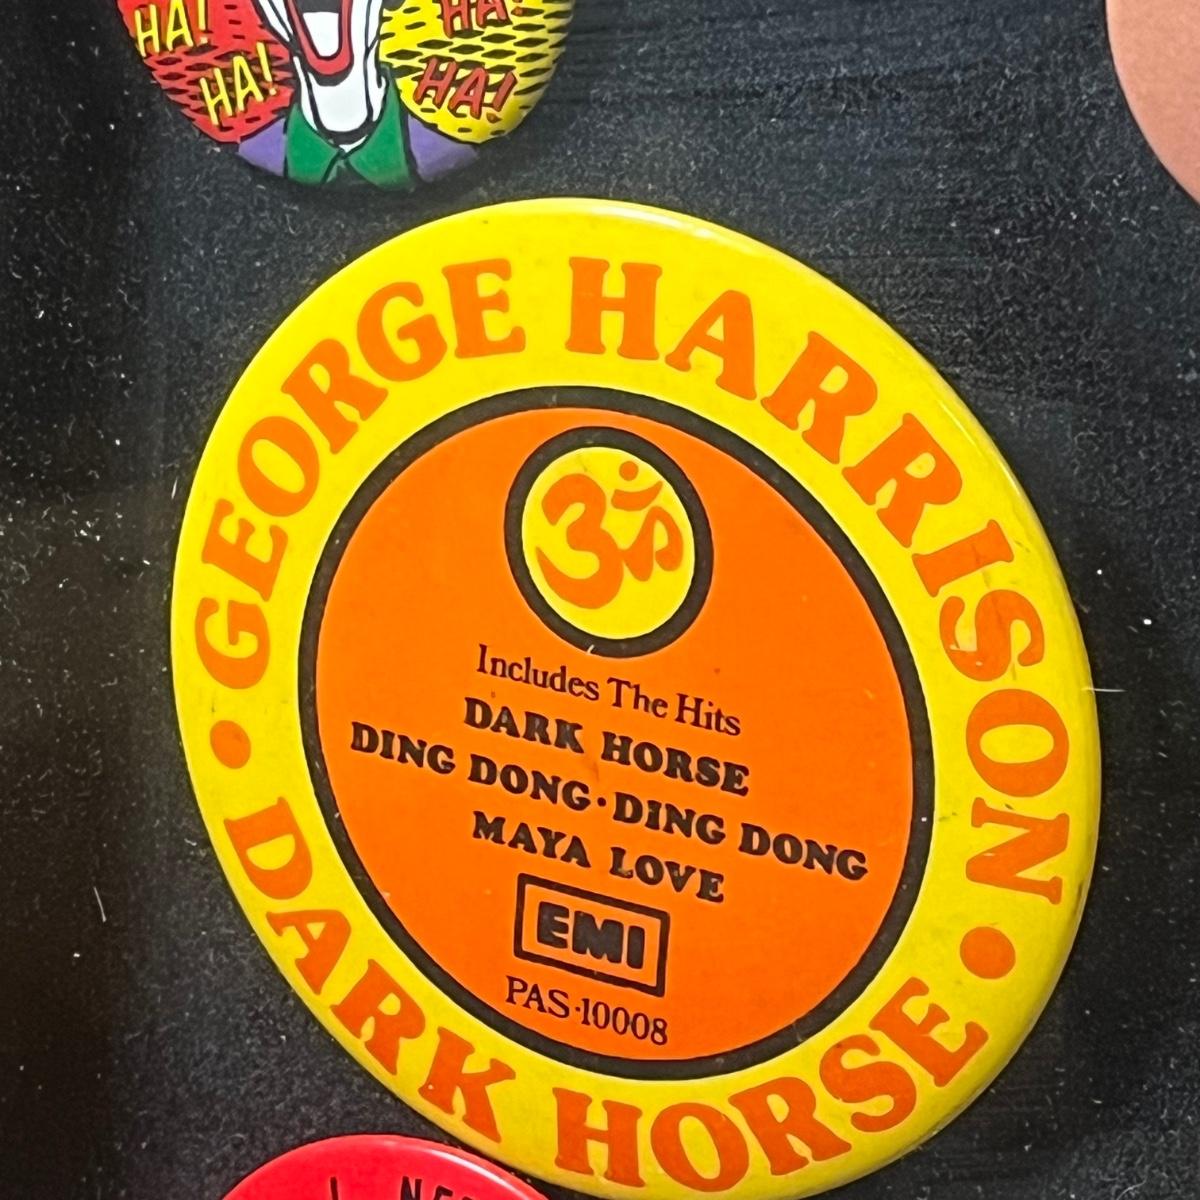 HA!
HA!
HA!
HA!
GEORGE HARRISON
ॐ
Includes The Hits
DARK HORSE
DING DONG·DING DONG
MAYA LOVE
EMI
PAS·10008
• DARK HORSE •
I